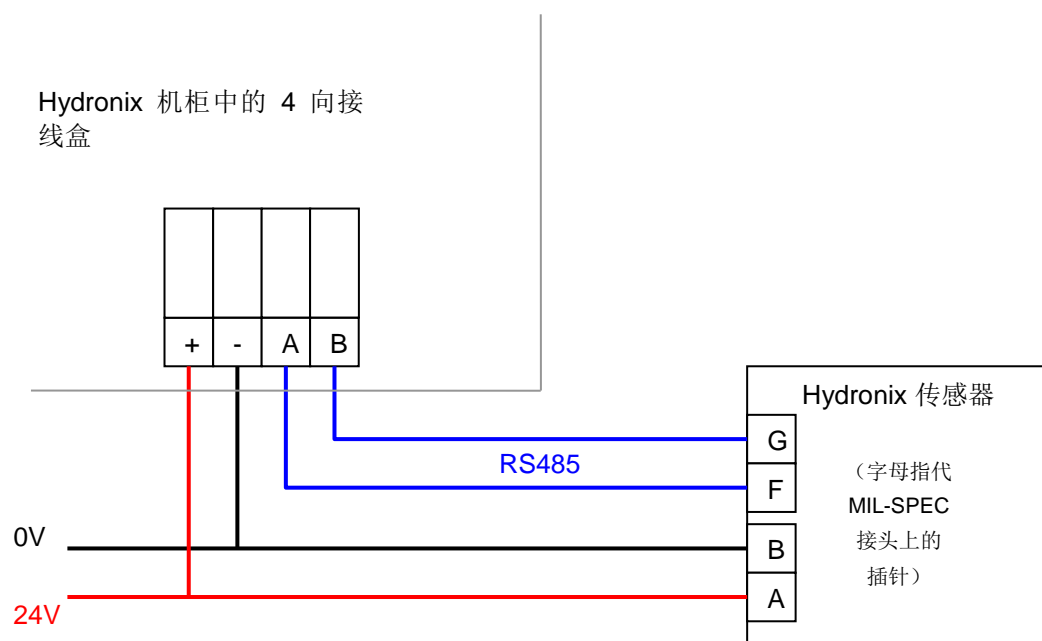 Hydronix 机柜中的 4 向接
线盒
+ - A B
Hydronix 传感器
G
RS485
（字母指代
F
MIL-SPEC
0V
接头上的
B
插针）
A
24V